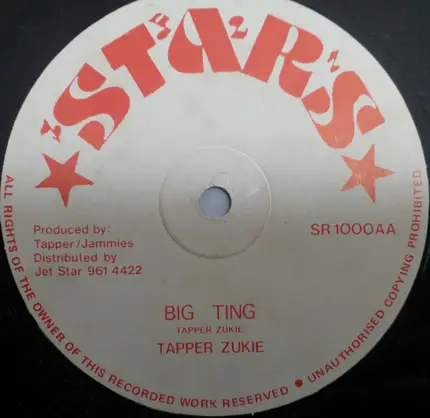 STARS
Produced by:
Tapper/Jammies
Distributed by
Jet Star 961 4422
SR 1000AA
BIG TING
TAPPER ZUKIE
TAPPER ZUKIE
ALL RIGHTS OF THE OWNER OF THIS RECORDED WORK RESERVED • UNAUTHORISED COPYING PROHIBITED